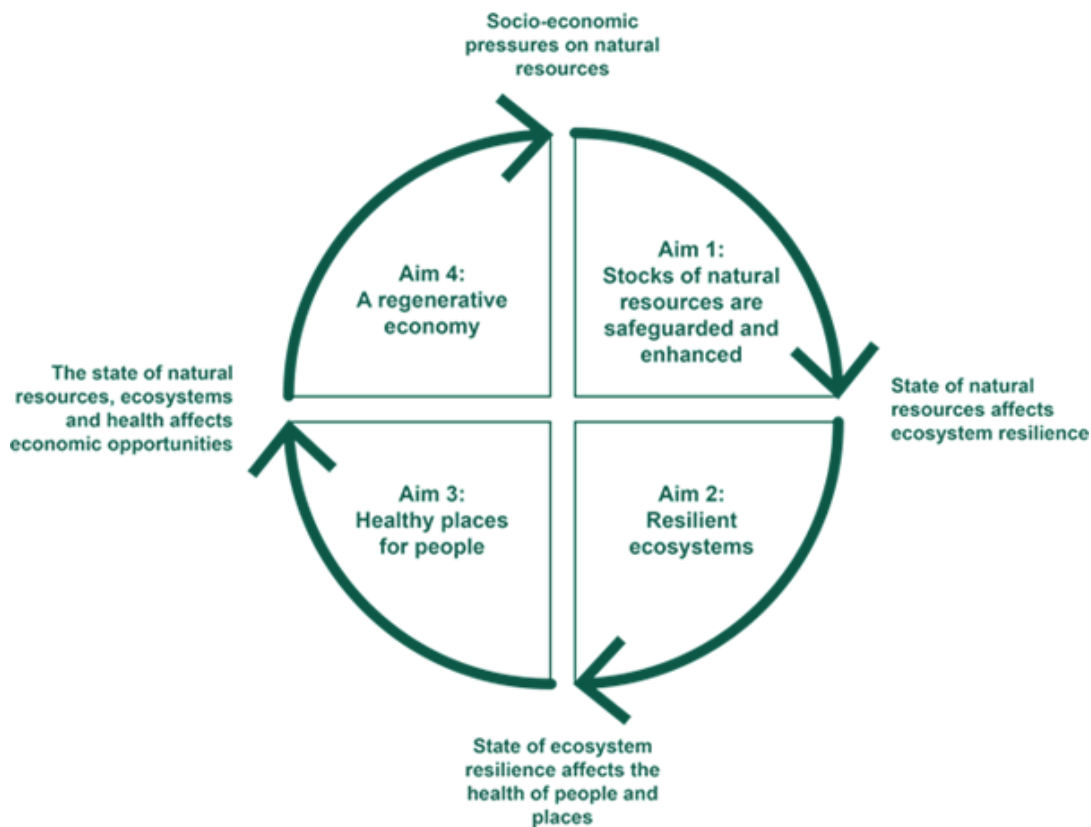 Socio-economic
pressures on natural
resources
Aim 4:
A regenerative
economy
Aim 1:
Stocks of natural
resources are
safeguarded and
enhanced
The state of natural
resources, ecosystems
and health affects
economic opportunities
State of natural
resources affects
ecosystem resilience
Aim 3:
Healthy places
for people
Aim 2:
Resilient
ecosystems
State of ecosystem
resilience affects the
health of people and
places